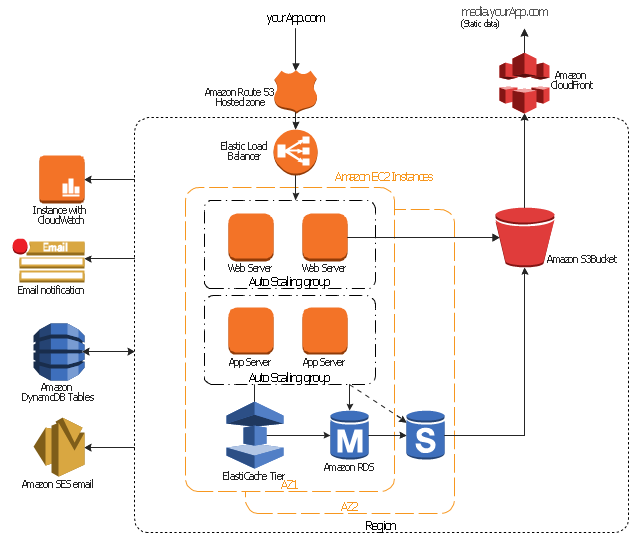 yourApp.com
media.yourApp.com
(Static data)
Amazon Route 53
Hosted zone
Amazon
CloudFront
Elastic Load
Balancer
Amazon EC2 Instances
Instance with
CloudWatch
Web Server
Web Server
Auto Scaling group
Amazon S3Bucket
Email
Email notification
App Server
App Server
Auto Scaling group
Amazon
DynamoDB Tables
M
S
ElastiCache Tier
Amazon RDS
Amazon SES email
AZ1
AZ2
Region